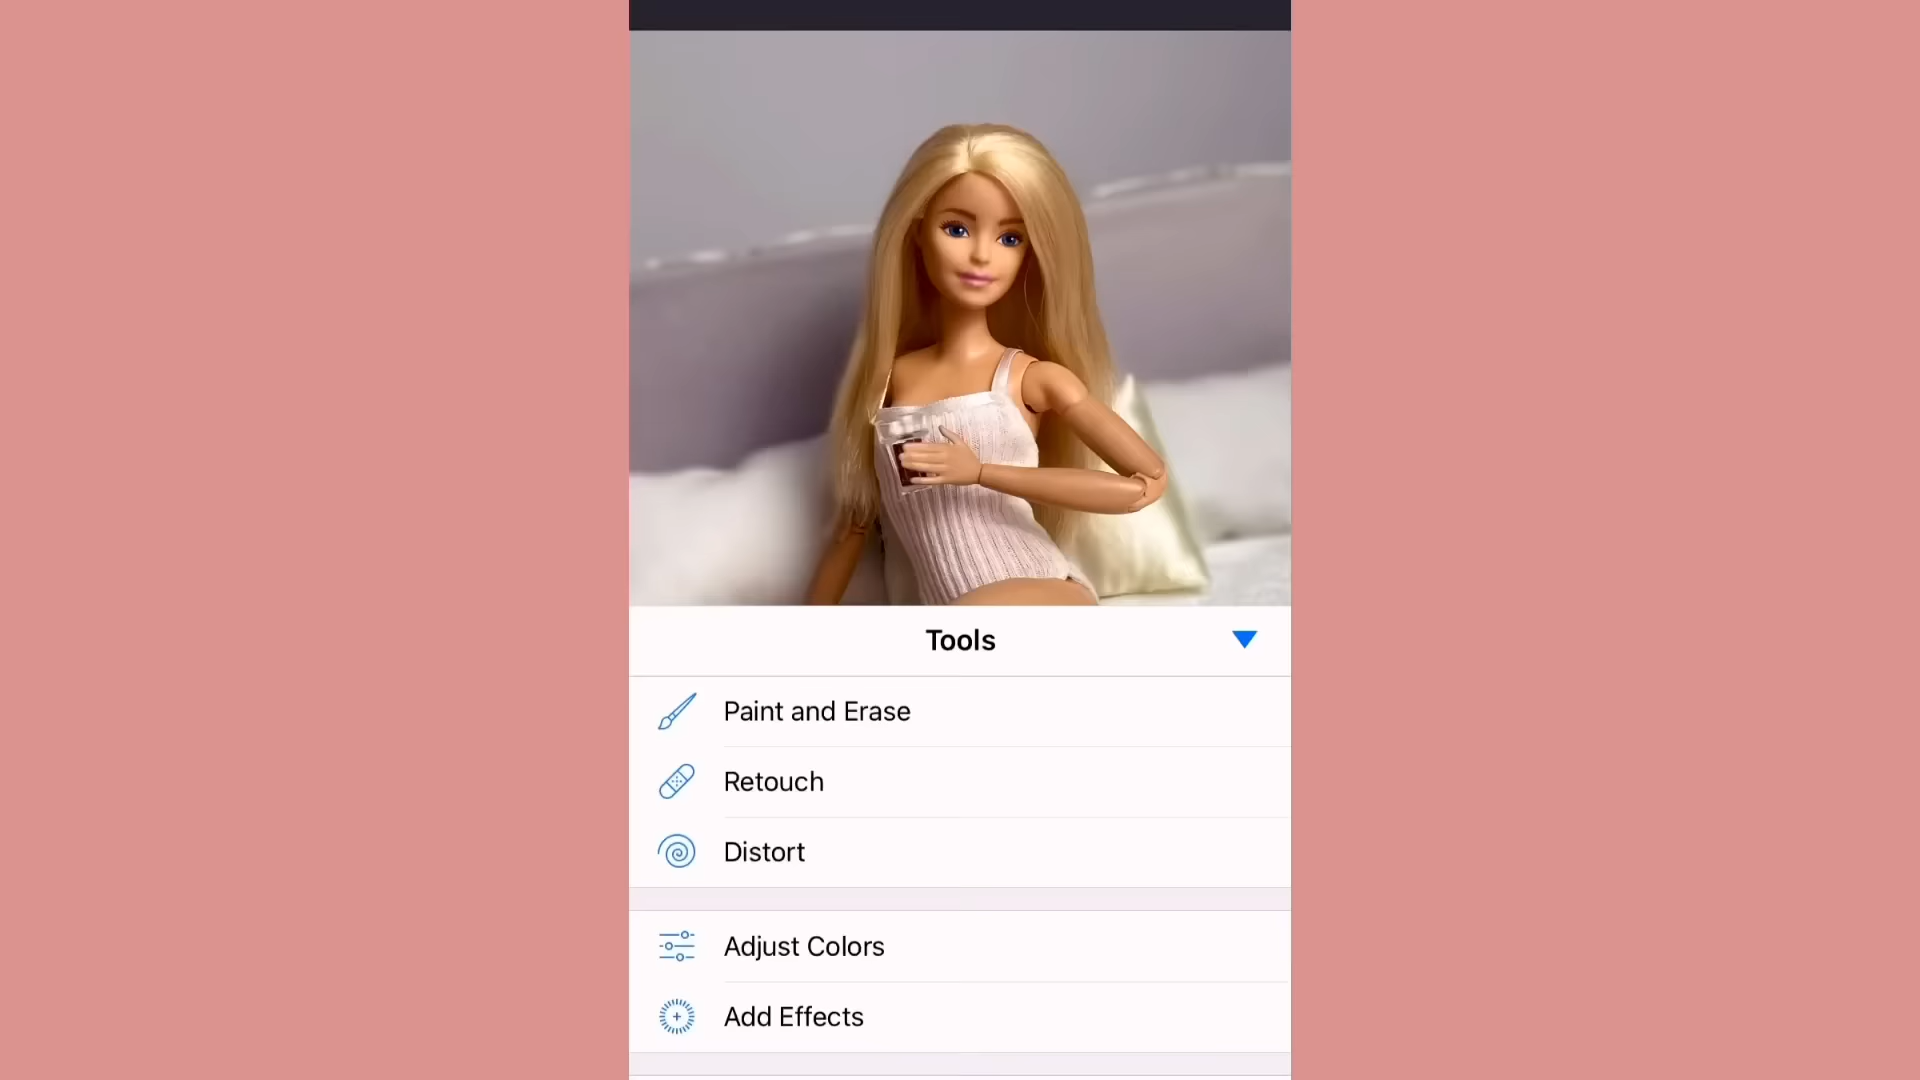 Tools
Paint and Erase
Retouch
Distort
Adjust Colors
Add Effects